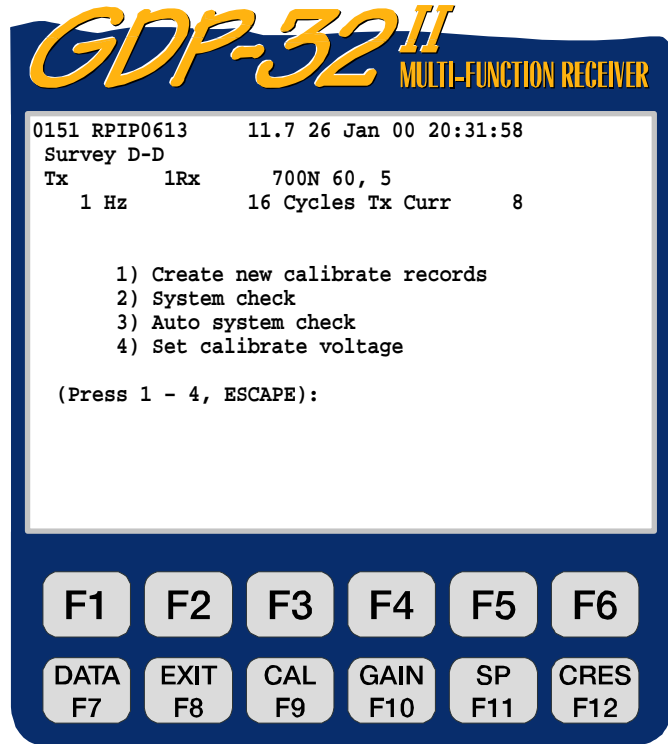 GDP-32 II
MULTI-FUNCTION RECEIVER
0151 RPIP0613 11.7 26 Jan 00 20:31:58
Survey D-D
Tx 1Rx 700N 60, 5
1 Hz 16 Cycles Tx Curr 8
1) Create new calibrate records
2) System check
3) Auto system check
4) Set calibrate voltage
(Press 1 – 4, ESCAPE):
F1 F2 F3 F4 F5 F6
DATA EXIT CAL GAIN SP CRES
F7 F8 F9 F10 F11 F12